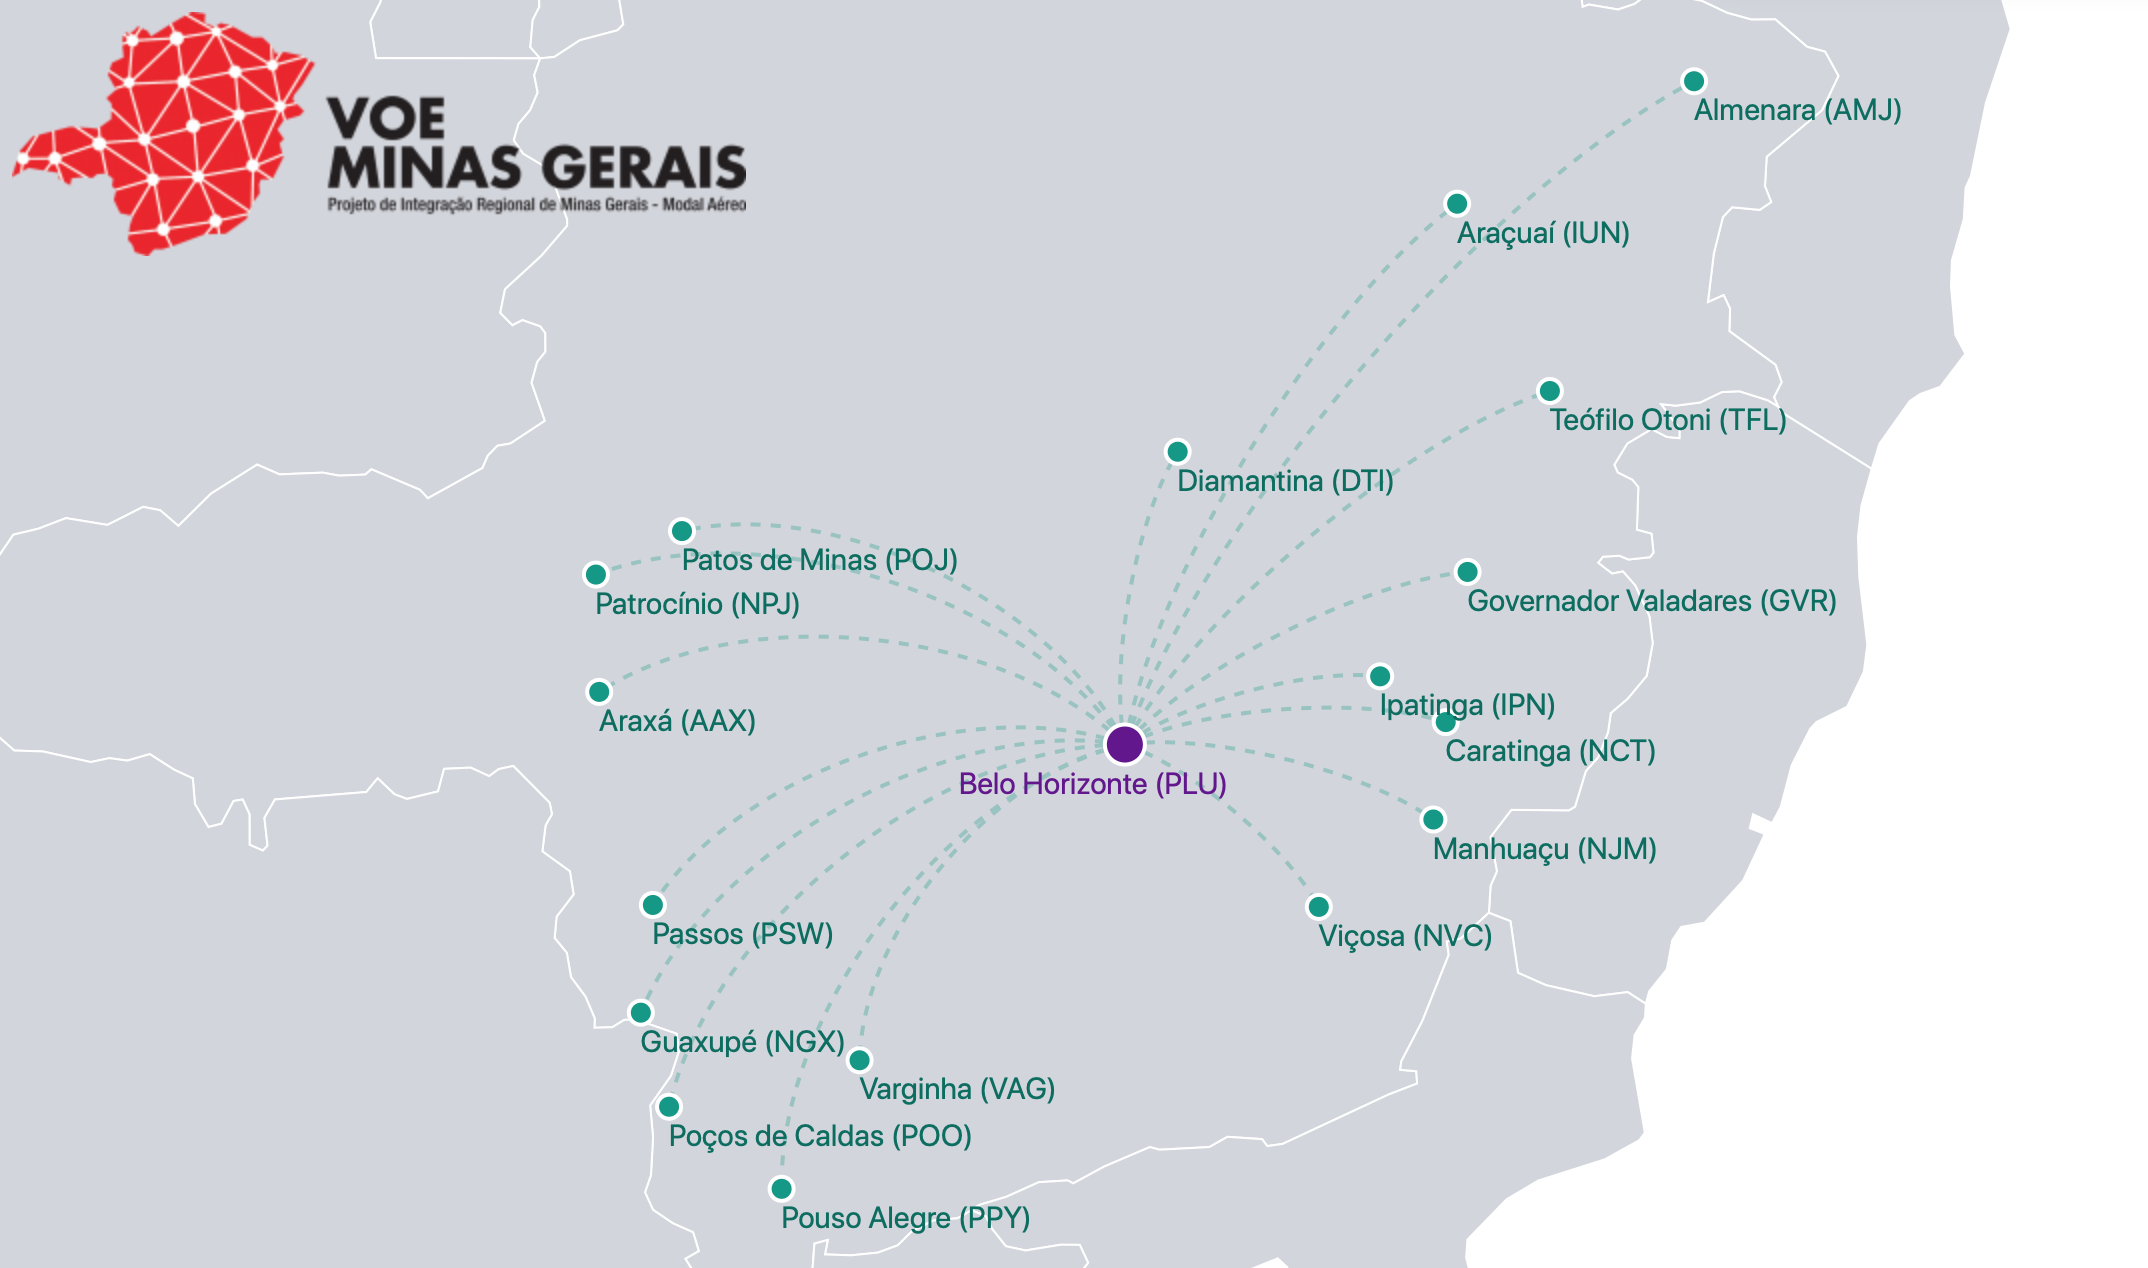 VOE
MINAS GERAIS
Projeto de Integração Regional de Minas Gerais - Modal Aéreo
Almenara (AMJ)
Araçuaí (IUN)
Teófilo Otoni (TFL)
Diamantina (DTI)
Patos de Minas (POJ)
Patrocínio (NPJ)
Governador Valadares (GVR)
Araxá (AAX)
Ipatinga (IPN)
Caratinga (NCT)
Belo Horizonte (PLU)
Manhuaçu (NJM)
Passos (PSW)
Viçosa (NVC)
Guaxupé (NGX)
Varginha (VAG)
Poços de Caldas (POO)
Pouso Alegre (PPY)